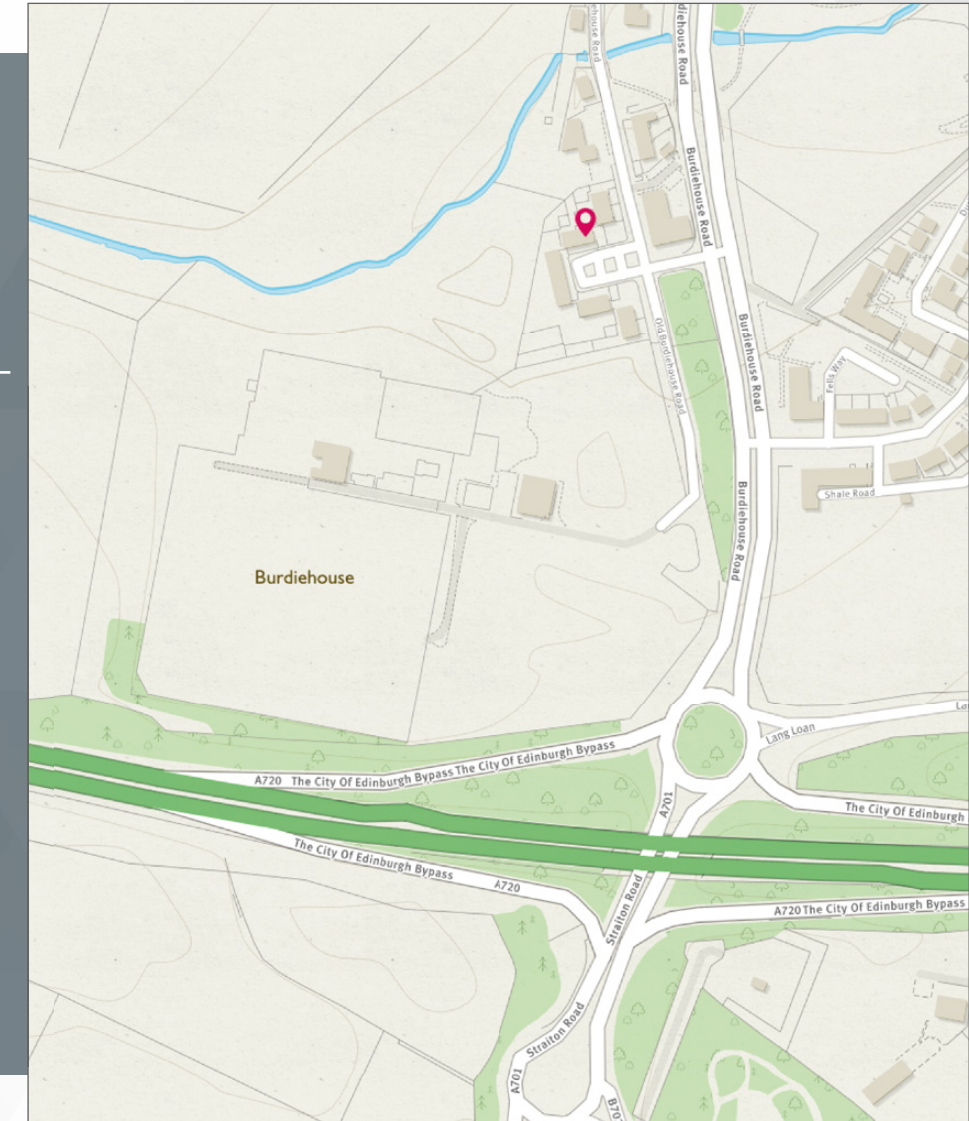 ehouse Road
diehouse Road
Burdiehouse Road
Old Burdiehouse Road
Burdiehouse Road
Fells Way
Burdiehouse Road
Shale Road
Burdiehouse
Lang Loan
A720 The City Of Edinburgh Bypass The City Of Edinburgh Bypass
A701
The City Of Edinburgh
The City Of Edinburgh Bypass
A720
Straiton Road
A720 The City Of Edinburgh Bypass
Straiton Road
A701
B70